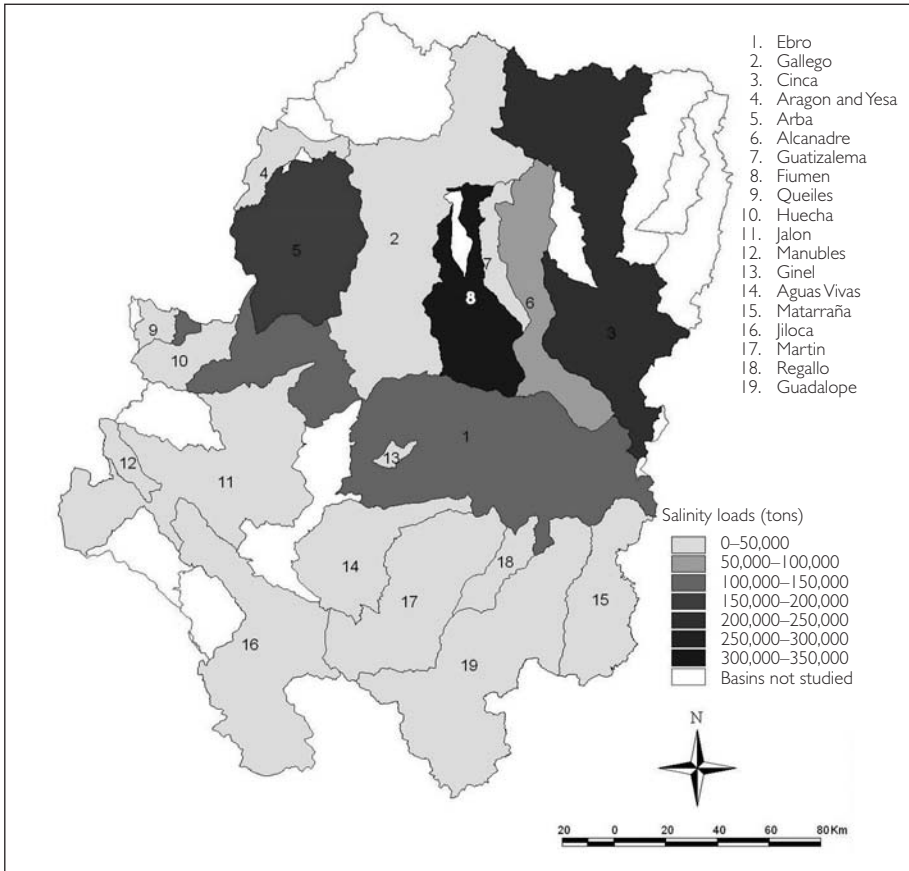 1. Ebro
2. Gallego
3. Cinca
4. Aragon and Yesa
5. Arba
6. Alcanadre
7. Guatizalema
8. Fiumen
9. Queiles
10. Huecha
11. Jalon
12. Manubles
13. Ginel
14. Aguas Vivas
15. Matarraña
16. Jiloca
17. Martin
18. Regallo
19. Guadalope
4
5
2
7
8
6
3
9
10
1
13
12
11
14
18
17
15
16
19
Salinity loads (tons)
0–50,000
50,000–100,000
100,000–150,000
150,000–200,000
200,000–250,000
250,000–300,000
300,000–350,000
Basins not studied
N
20 0 20 40 60 80 Km